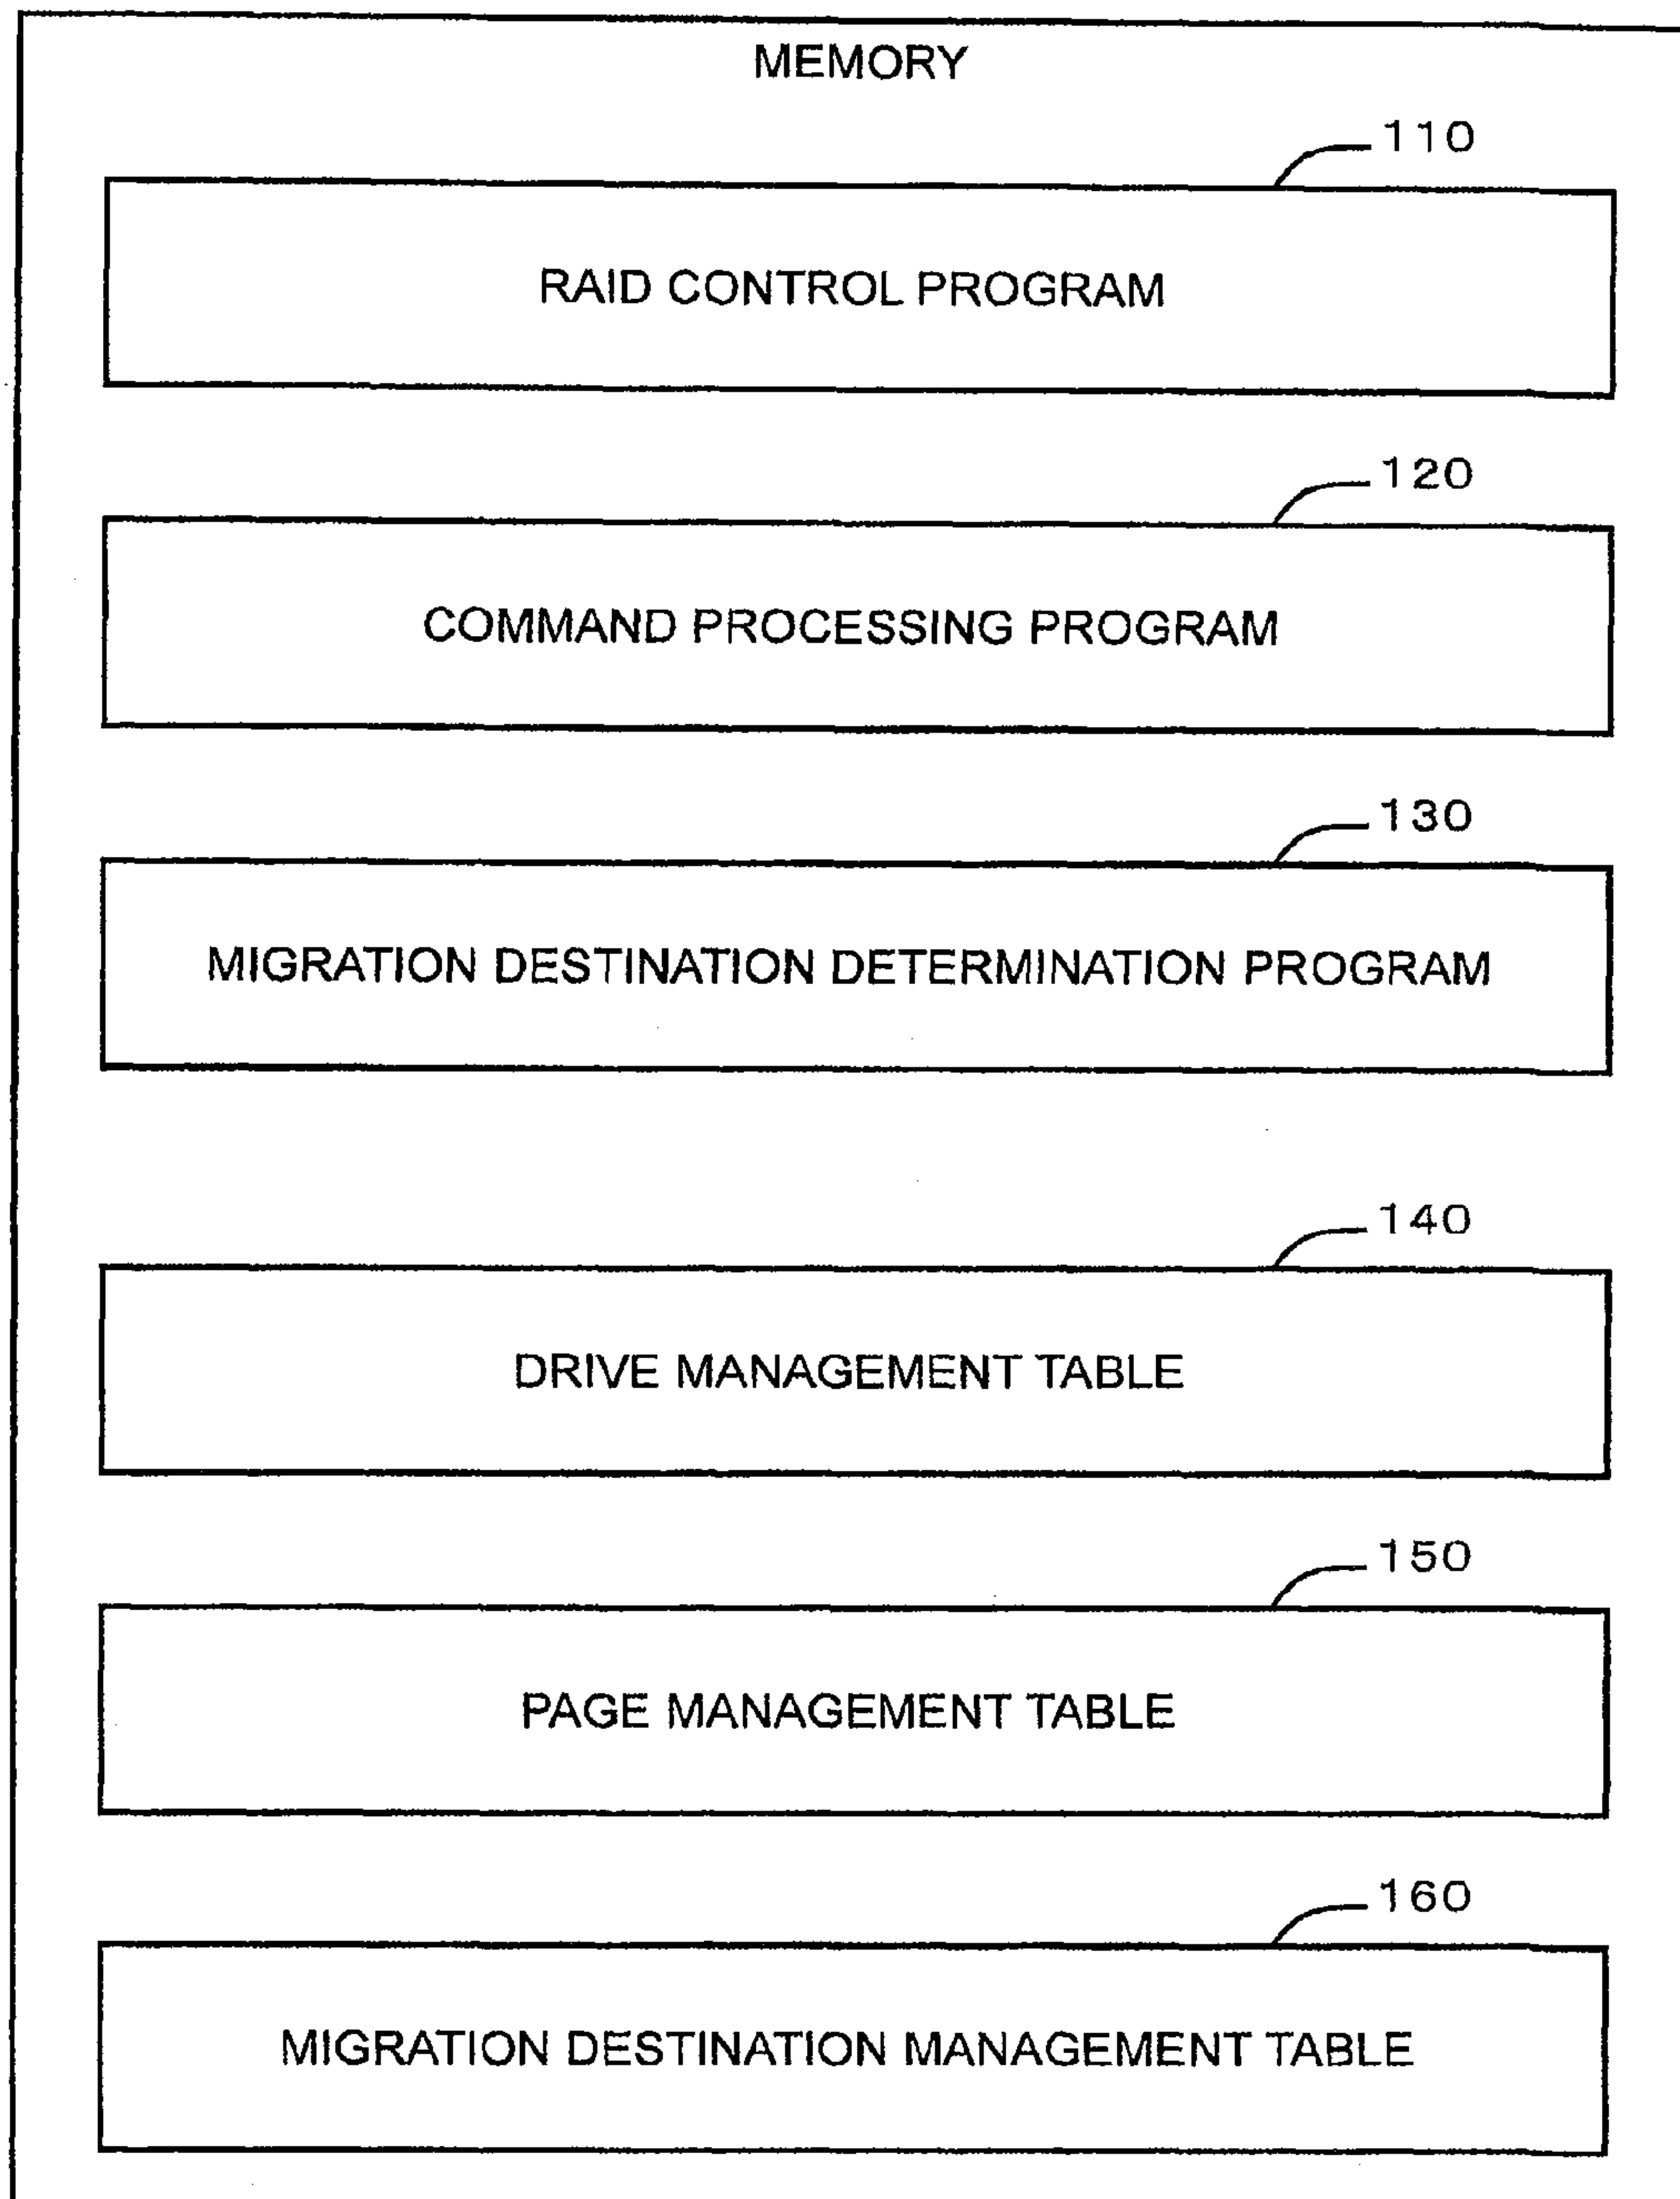 MEMORY
110
RAID CONTROL PROGRAM
120
COMMAND PROCESSING PROGRAM
130
MIGRATION DESTINATION DETERMINATION PROGRAM
140
DRIVE MANAGEMENT TABLE
150
PAGE MANAGEMENT TABLE
160
MIGRATION DESTINATION MANAGEMENT TABLE